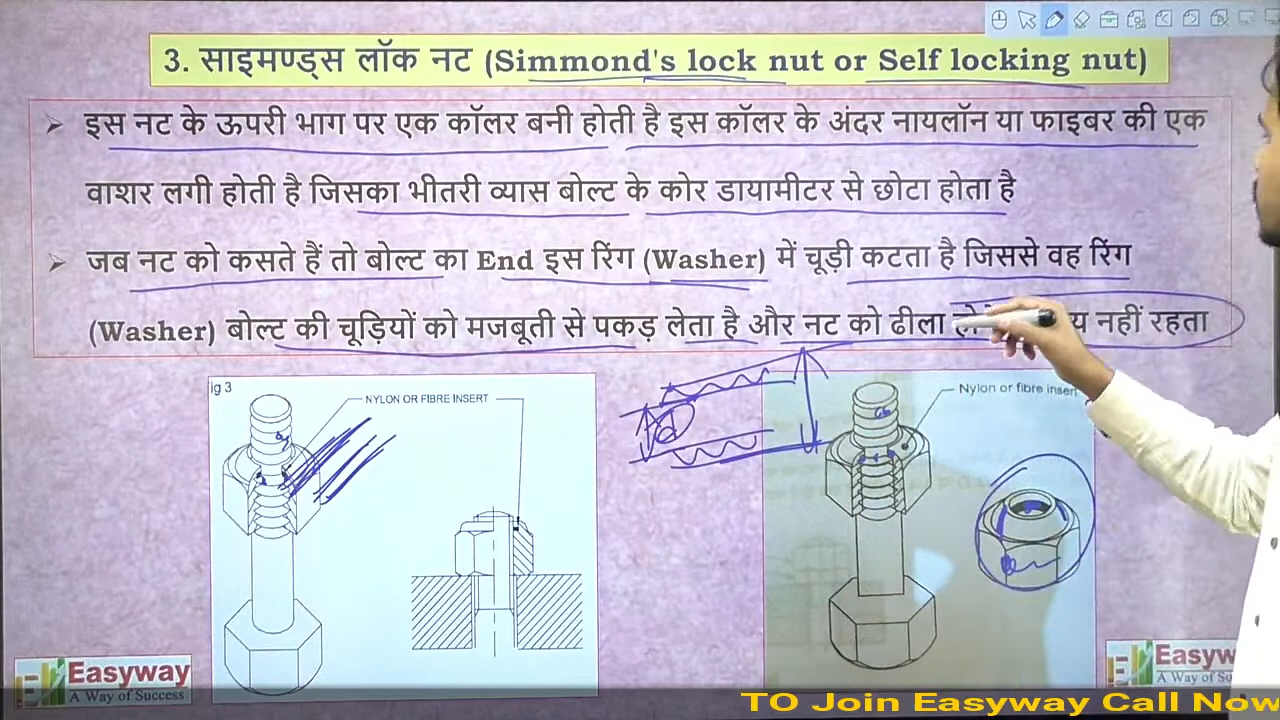 3. साइमण्ड्स लॉक नट (Simmond's lock nut or Self locking nut)
➢ इस नट के ऊपरी भाग पर एक कॉलर बनी होती है इस कॉलर के अंदर नायलॉन या फाइबर की एक
वाशर लगी होती है जिसका भीतरी व्यास बोल्ट के कोर डायामीटर से छोटा होता है
➢ जब नट को कसते हैं तो बोल्ट का End इस रिंग (Washer) में चूड़ी कटता है जिससे वह रिंग
(Washer) बोल्ट की चूड़ियों को मजबूती से पकड़ लेता है और नट को ढीला नहीं रहता
ig 3
NYLON OR FIBRE INSERT
d
Nylon or fibre insert
Easyway
A Way of Success
Easyw
A Way of Su
TO Join Easyway Call Now